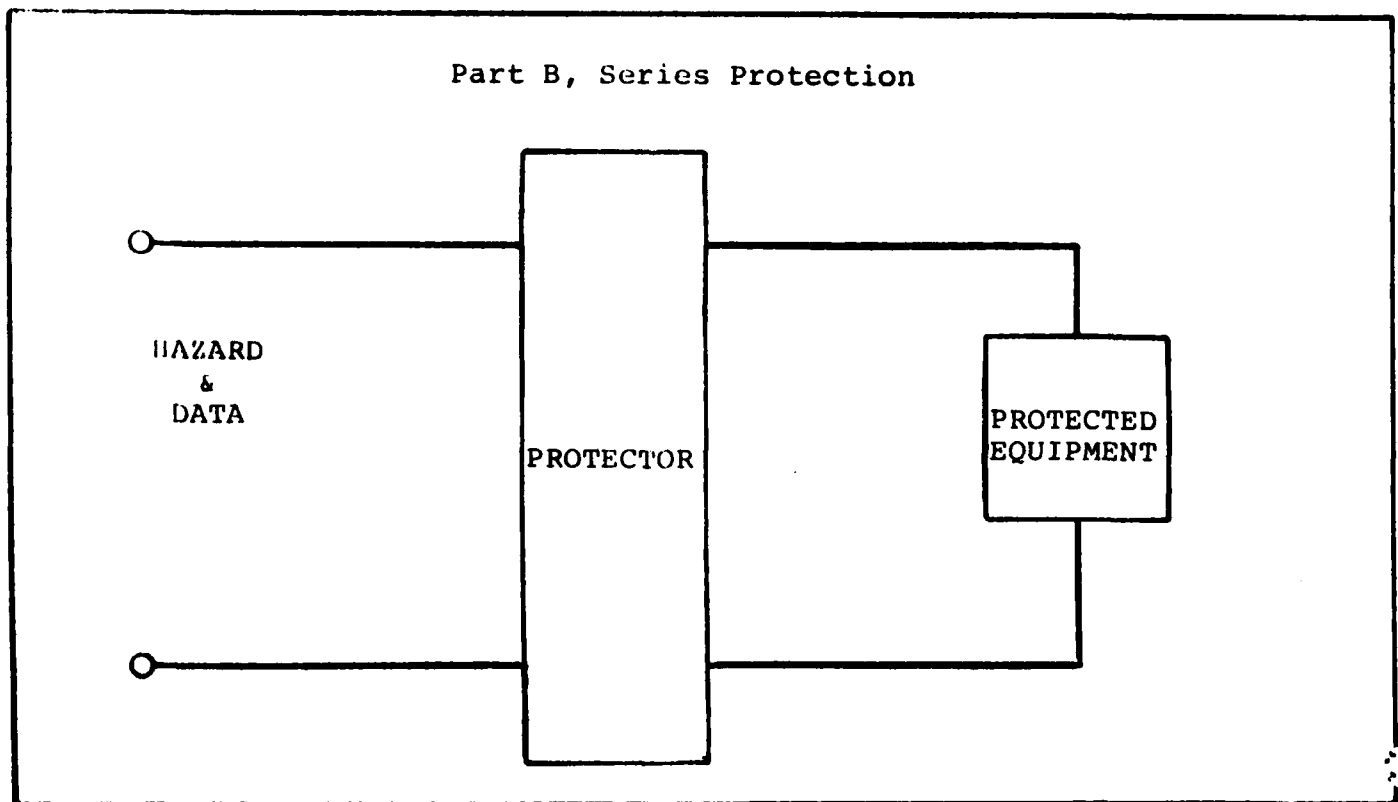 Part B, Series Protection
HAZARD
&
DATA
PROTECTOR
PROTECTED
EQUIPMENT